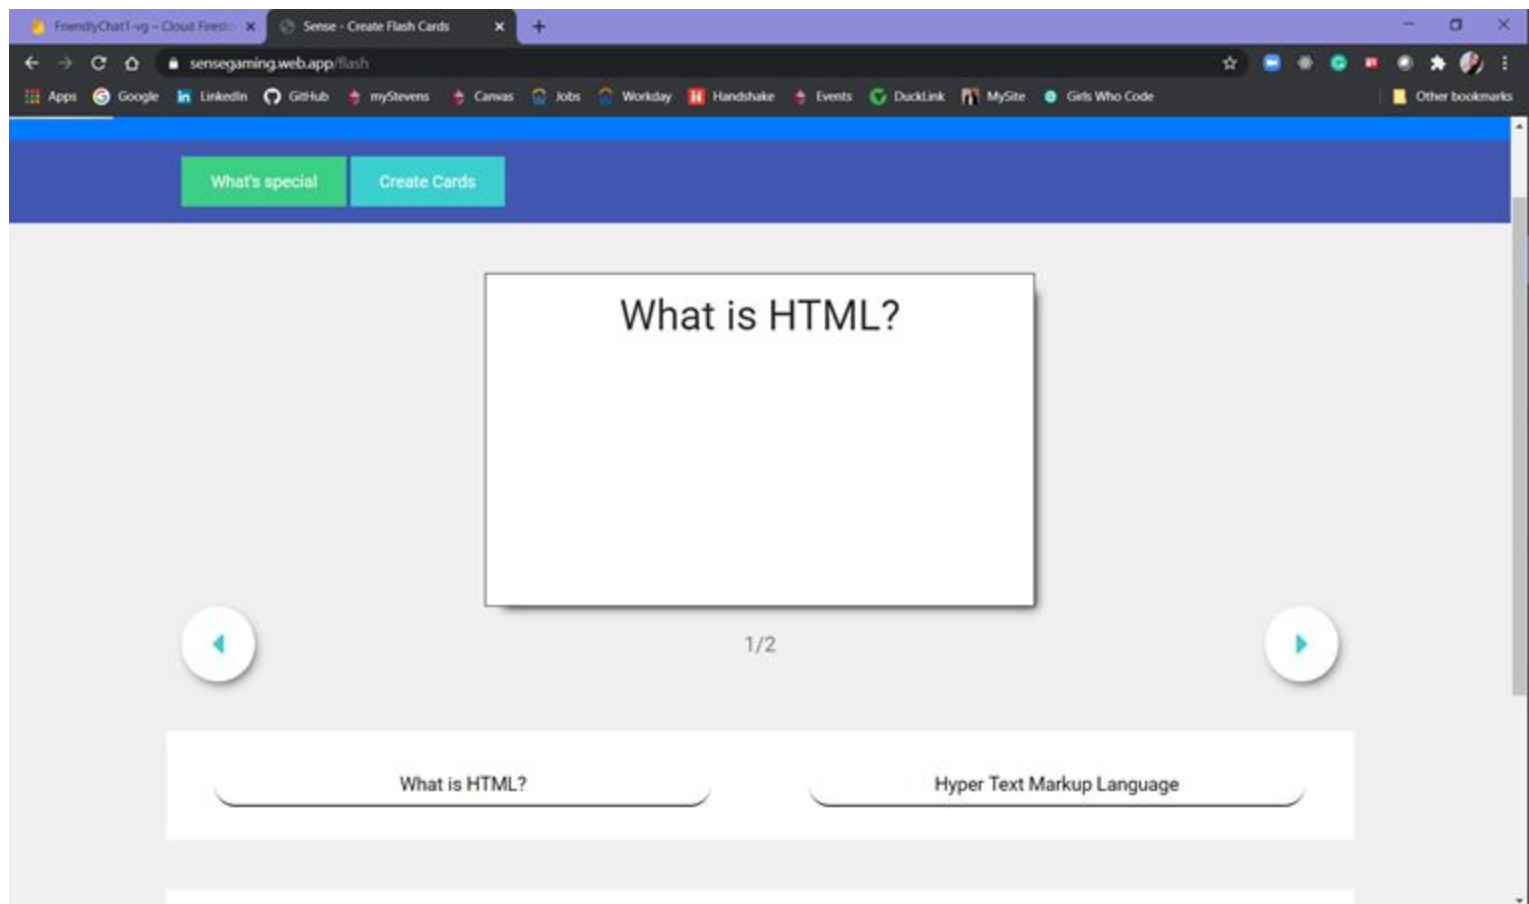 FriendlyChat1-vg – Cloud Firesto
Sense - Create Flash Cards
sensegaming.web.app/flash
Apps Google LinkedIn GitHub myStevens Canvas Jobs Workday Handshake Events DuckLink MySite Girls Who Code Other bookmarks
What's special Create Cards
What is HTML?
1/2
What is HTML? Hyper Text Markup Language